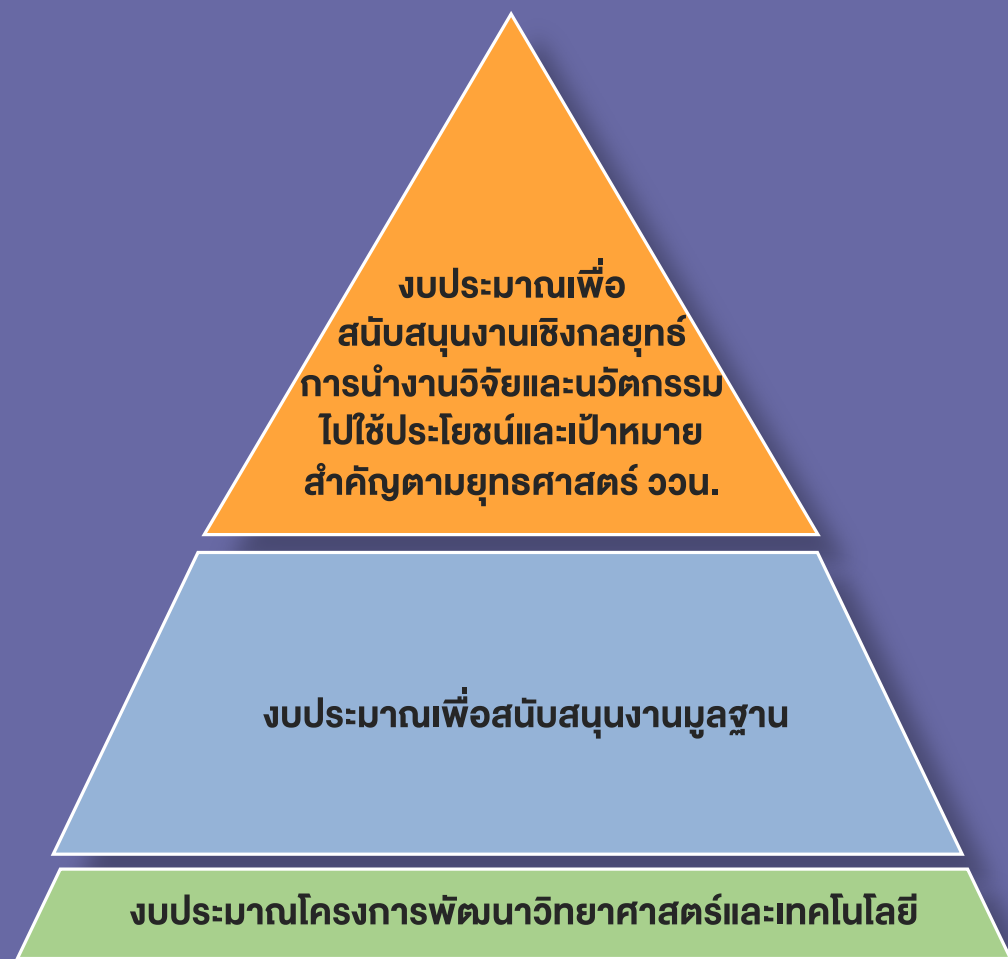 งบประมาณเพื่อ
สนับสนุนงานเชิงกลยุทธ์
การนำงานวิจัยและนวัตกรรม
ไปใช้ประโยชน์และเป้าหมาย
สำคัญตามยุทธศาสตร์ ววน.
งบประมาณเพื่อสนับสนุนงานมูลฐาน
งบประมาณโครงการพัฒนาวิทยาศาสตร์และเทคโนโลยี